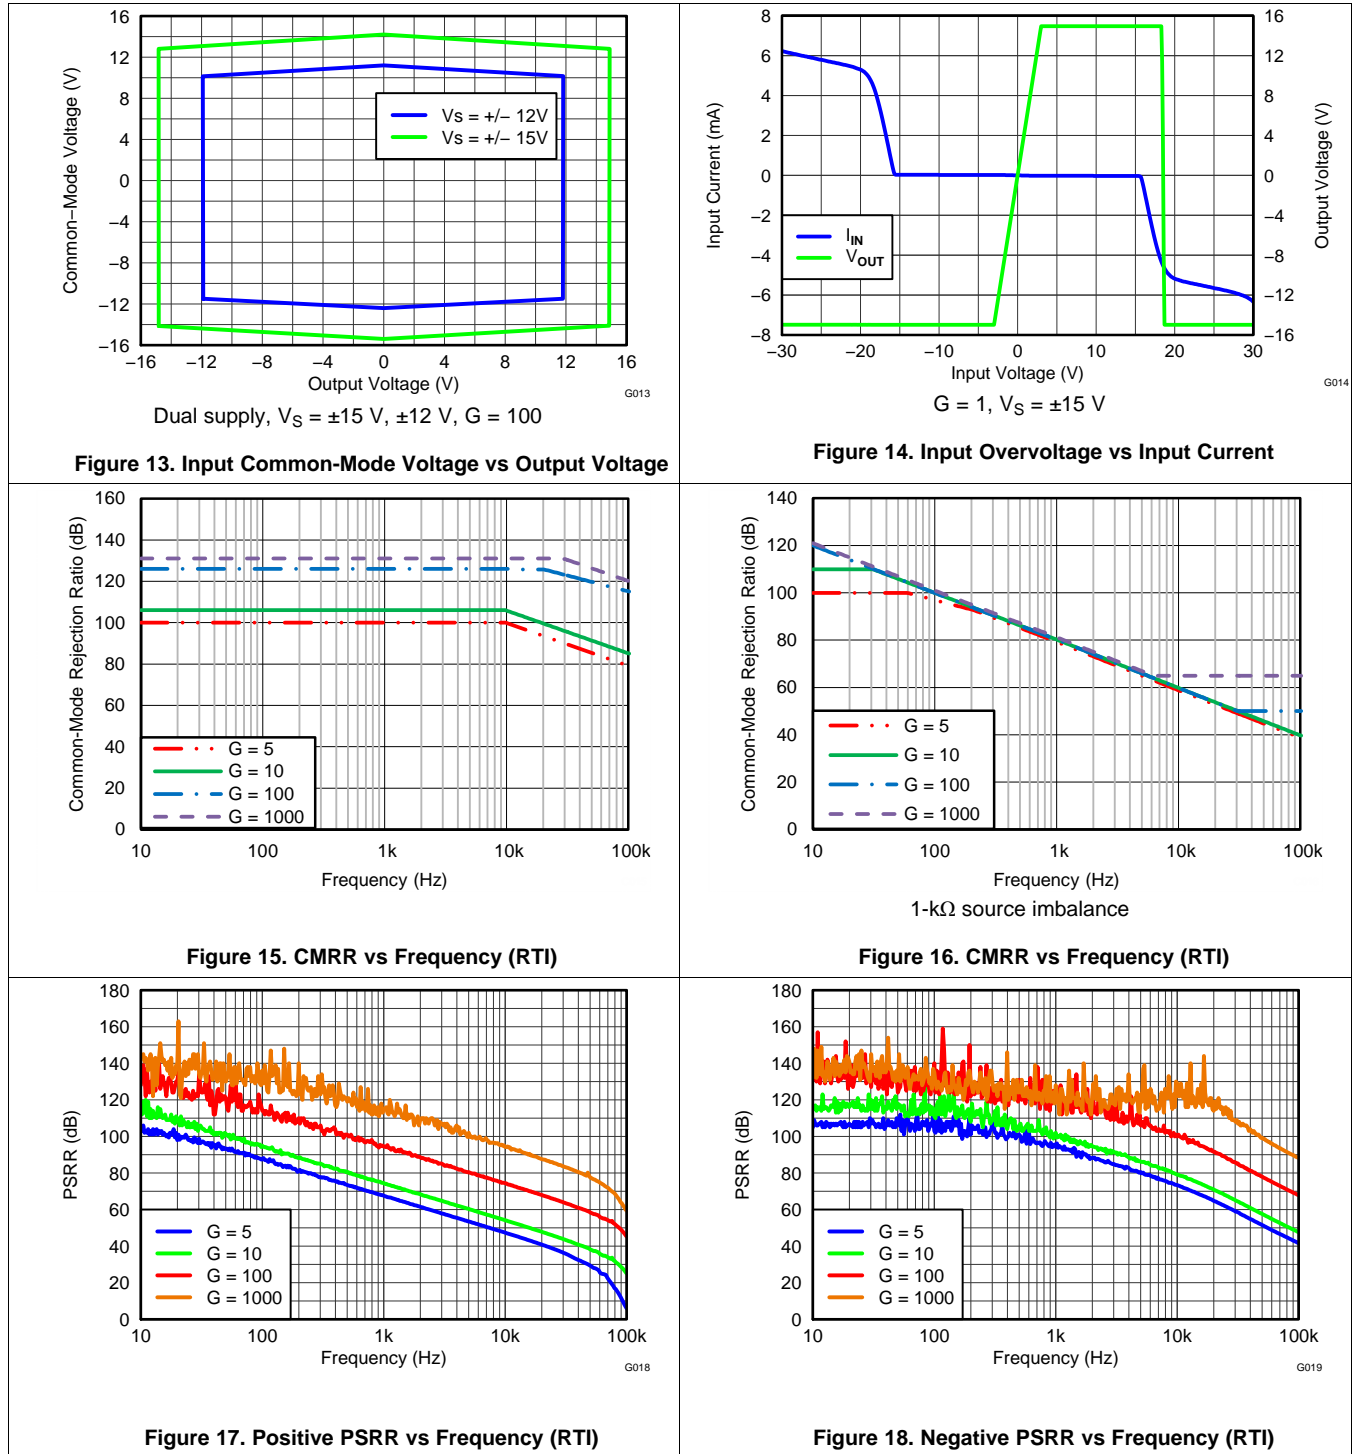 16
12
8
4
0
−4
−8
−12
−16
−16
−12
−8
−4
0
4
8
12
16
Common−Mode Voltage (V)
Output Voltage (V)
Vs = +/− 12V
Vs = +/− 15V
G013
Dual supply, VS = ±15 V, ±12 V, G = 100
Figure 13. Input Common-Mode Voltage vs Output Voltage
8
6
4
2
0
−2
−4
−6
−8
−30
−20
−10
0
10
20
30
16
12
8
4
0
−4
−8
−12
−16
Input Current (mA)
Output Voltage (V)
Input Voltage (V)
IIN
VOUT
G014
G = 1, VS = ±15 V
Figure 14. Input Overvoltage vs Input Current
160
140
120
100
80
60
40
20
0
10
100
1k
10k
100k
Common-Mode Rejection Ratio (dB)
Frequency (Hz)
G = 5
G = 10
G = 100
G = 1000
Figure 15. CMRR vs Frequency (RTI)
140
120
100
80
60
40
20
0
10
100
1k
10k
100k
Common-Mode Rejection Ratio (dB)
Frequency (Hz)
G = 5
G = 10
G = 100
G = 1000
1-kΩ source imbalance
Figure 16. CMRR vs Frequency (RTI)
180
160
140
120
100
80
60
40
20
0
10
100
1k
10k
100k
PSRR (dB)
Frequency (Hz)
G = 5
G = 10
G = 100
G = 1000
G018
Figure 17. Positive PSRR vs Frequency (RTI)
180
160
140
120
100
80
60
40
20
0
10
100
1k
10k
100k
PSRR (dB)
Frequency (Hz)
G = 5
G = 10
G = 100
G = 1000
G019
Figure 18. Negative PSRR vs Frequency (RTI)